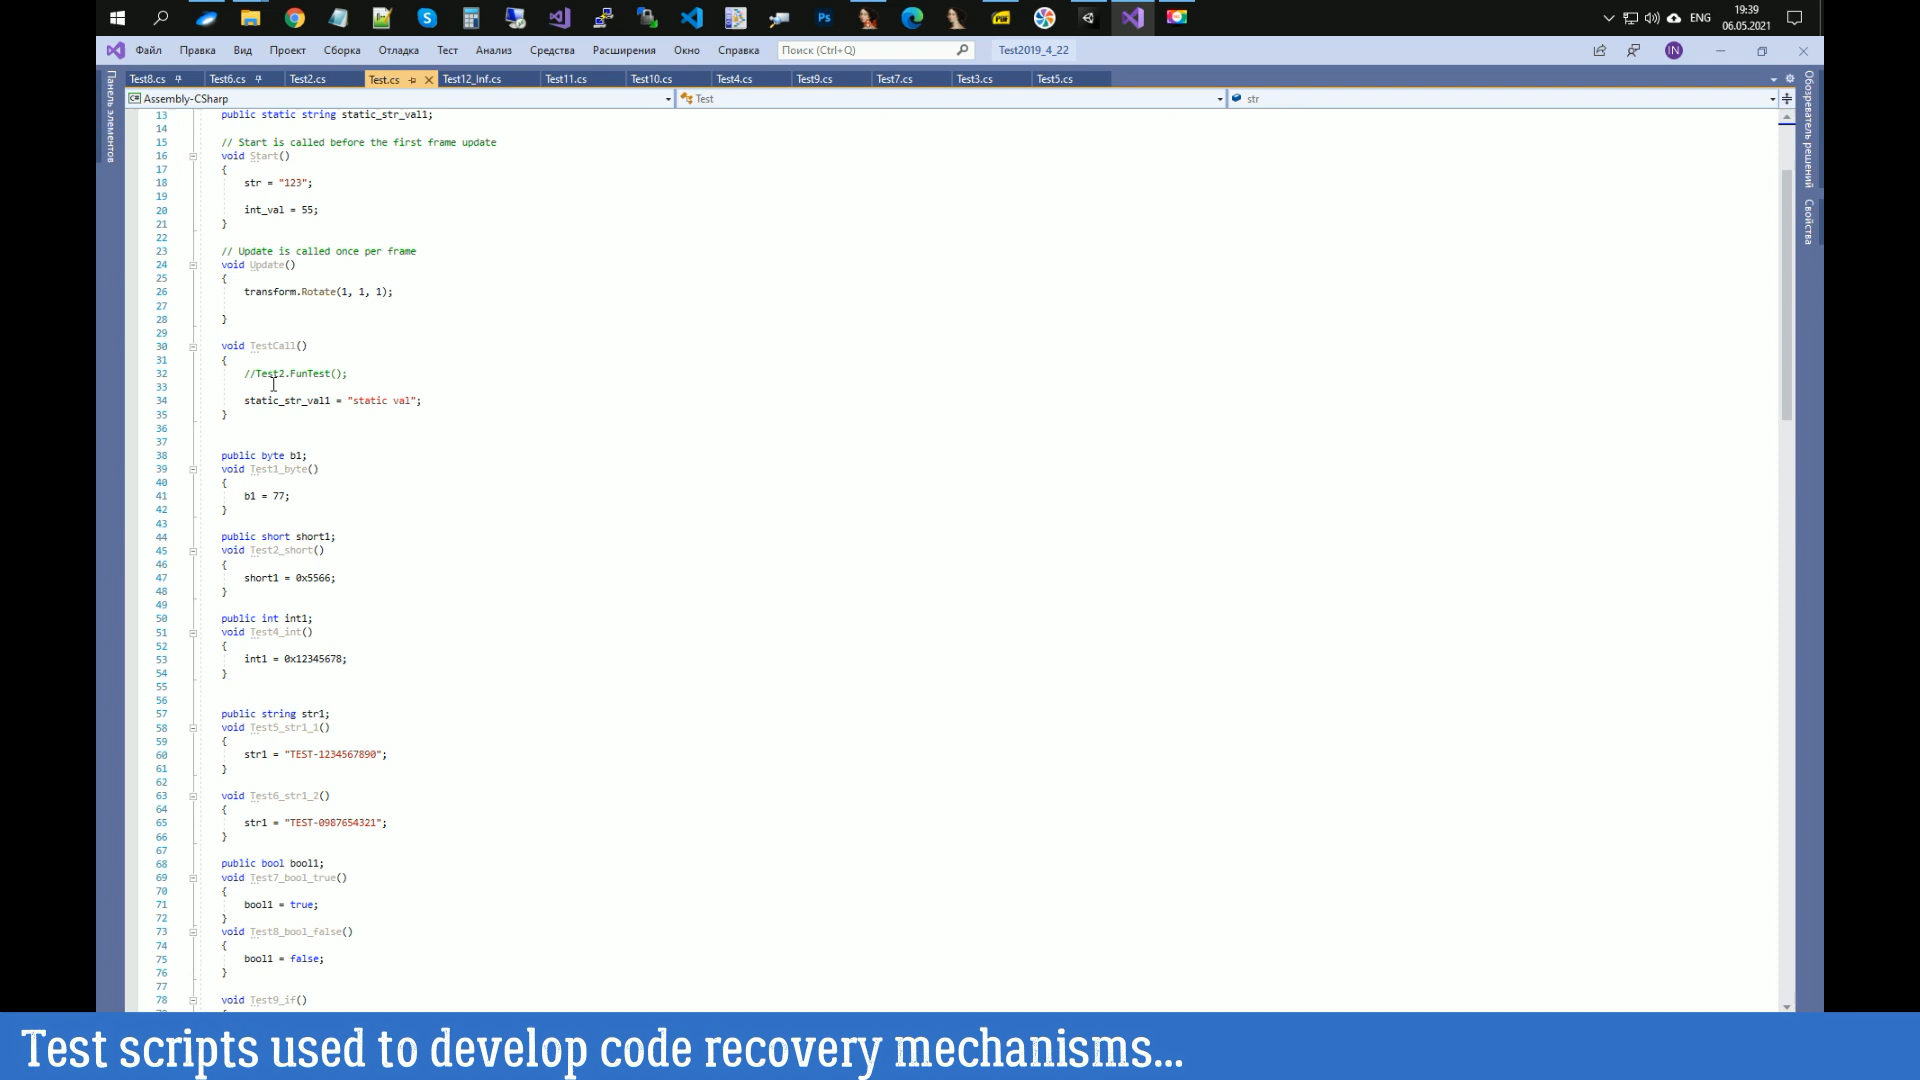 19:39
ENG
06.05.2021
Файл Правка Вид Проект Сборка Отладка Тест Анализ Средства Расширения Окно Справка Поиск (Ctrl+Q) Test2019_4_22 IN
Test8.cs Test6.cs Test2.cs Test.cs Test12_Inf.cs Test11.cs Test10.cs Test4.cs Test9.cs Test7.cs Test3.cs Test5.cs
Assembly-CSharp Test str
Панель элементов
Обозреватель решений
Свойства
13 public static string static_str_val1;
14
15 // Start is called before the first frame update
16 void Start()
17 {
18 str = "123";
19
20 int_val = 55;
21 }
22
23 // Update is called once per frame
24 void Update()
25 {
26 transform.Rotate(1, 1, 1);
27
28 }
29
30 void TestCall()
31 {
32 //Test2.FunTest();
33
34 static_str_val1 = "static val";
35 }
36
37
38 public byte b1;
39 void Test1_byte()
40 {
41 b1 = 77;
42 }
43
44 public short short1;
45 void Test2_short()
46 {
47 short1 = 0x5566;
48 }
49
50 public int int1;
51 void Test4_int()
52 {
53 int1 = 0x12345678;
54 }
55
56
57 public string str1;
58 void Test5_str1_1()
59 {
60 str1 = "TEST-1234567890";
61 }
62
63 void Test6_str1_2()
64 {
65 str1 = "TEST-0987654321";
66 }
67
68 public bool bool1;
69 void Test7_bool_true()
70 {
71 bool1 = true;
72 }
73 void Test8_bool_false()
74 {
75 bool1 = false;
76 }
77
78 void Test9_if()
Test scripts used to develop code recovery mechanisms...